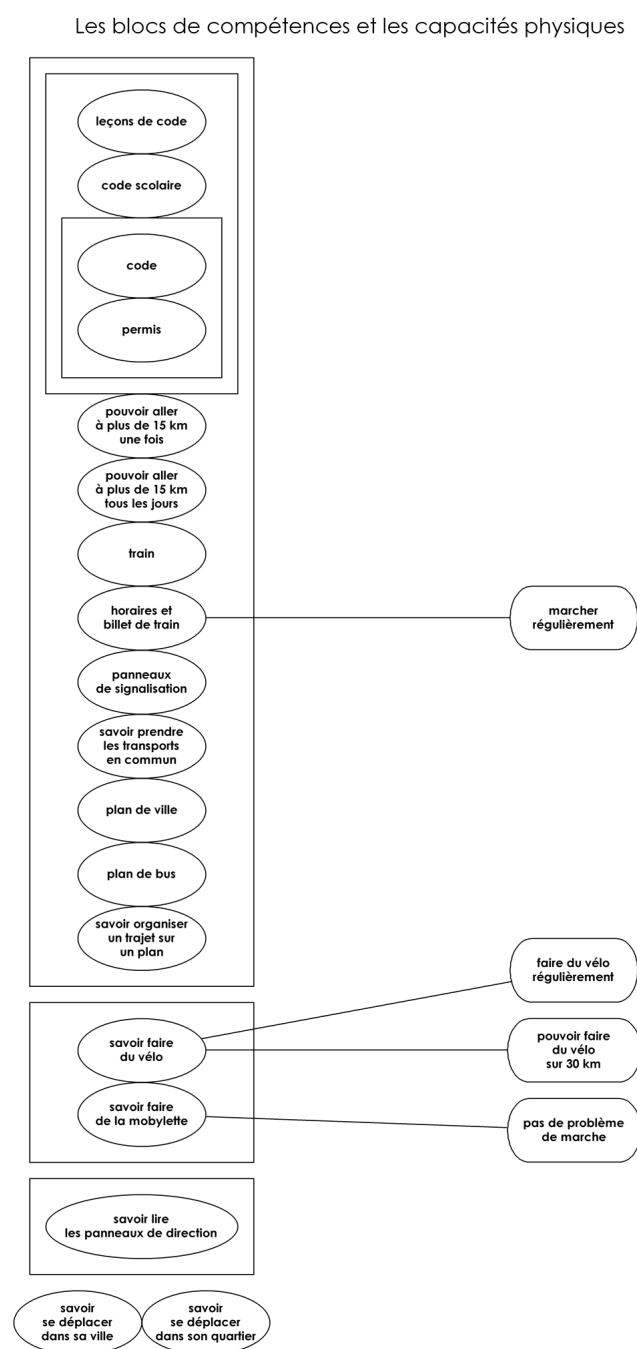 Les blocs de compétences et les capacités physiques
leçons de code
code scolaire
code
permis
pouvoir aller
à plus de 15 km
une fois
pouvoir aller
à plus de 15 km
tous les jours
train
horaires et
billet de train
marcher
régulièrement
panneaux
de signalisation
savoir prendre
les transports
en commun
plan de ville
plan de bus
savoir organiser
un trajet sur
un plan
faire du vélo
régulièrement
savoir faire
du vélo
pouvoir faire
du vélo
sur 30 km
savoir faire
de la mobylette
pas de problème
de marche
savoir lire
les panneaux de direction
savoir
se déplacer
dans sa ville
savoir
se déplacer
dans son quartier